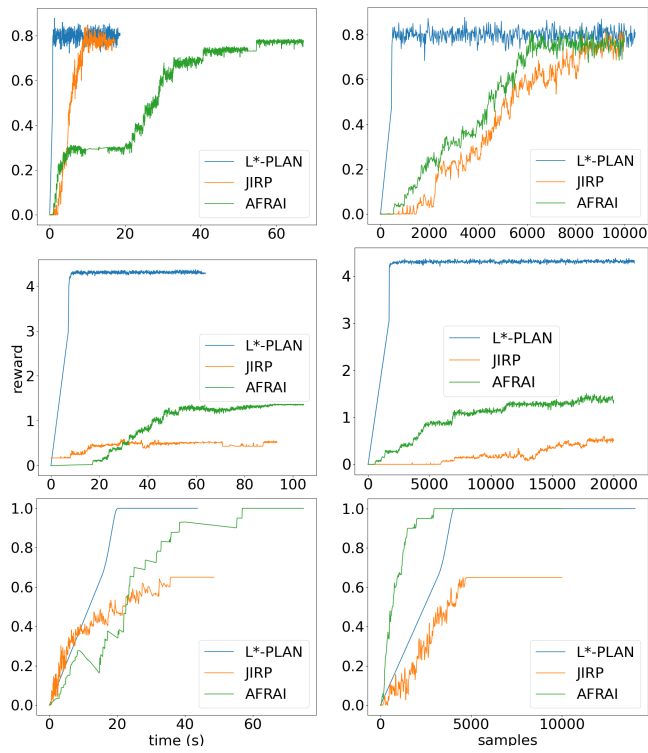 0.8
0.6
0.4
0.2
0.0
L*-PLAN
JIRP
AFRAI
0 20 40 60
0.8
0.6
0.4
0.2
0.0
L*-PLAN
JIRP
AFRAI
0 2000 4000 6000 8000 10000
reward
4
3
2
1
0
L*-PLAN
JIRP
AFRAI
0 20 40 60 80 100
4
3
2
1
0
L*-PLAN
JIRP
AFRAI
0 5000 10000 15000 20000
1.0
0.8
0.6
0.4
0.2
0.0
L*-PLAN
JIRP
AFRAI
0 20 40 60
time (s)
1.0
0.8
0.6
0.4
0.2
0.0
L*-PLAN
JIRP
AFRAI
0 5000 10000
samples